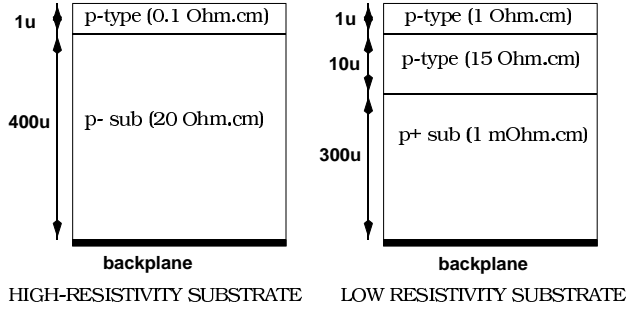 1u
p-type (0.1 Ohm.cm)
400u
p- sub (20 Ohm.cm)
backplane
HIGH-RESISTIVITY SUBSTRATE
1u
p-type (1 Ohm.cm)
10u
p-type (15 Ohm.cm)
300u
p+ sub (1 mOhm.cm)
backplane
LOW RESISTIVITY SUBSTRATE